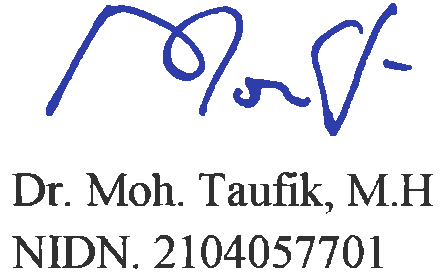 Dr. Moh. Taufik, M.H
NIDN. 2104057701